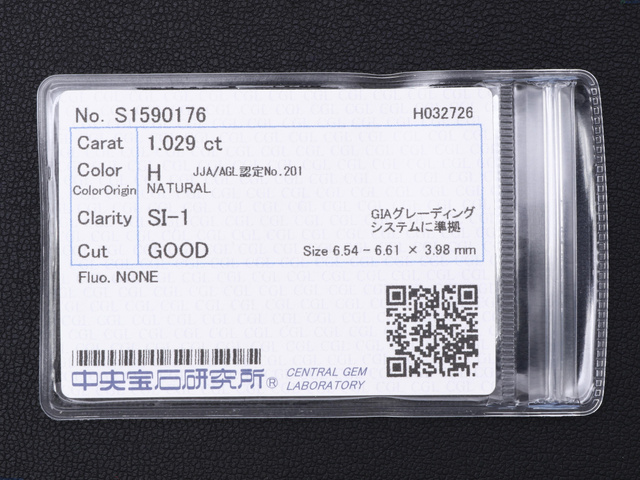 No. S1590176 H032726
Carat 1.029 ct
Color H JJA/AGL認定No.201
ColorOrigin NATURAL
Clarity SI-1 GIAグレーディング
システムに準拠
Cut GOOD Size 6.54 - 6.61 × 3.98 mm
Fluo. NONE
中央宝石研究所® CENTRAL GEM
LABORATORY